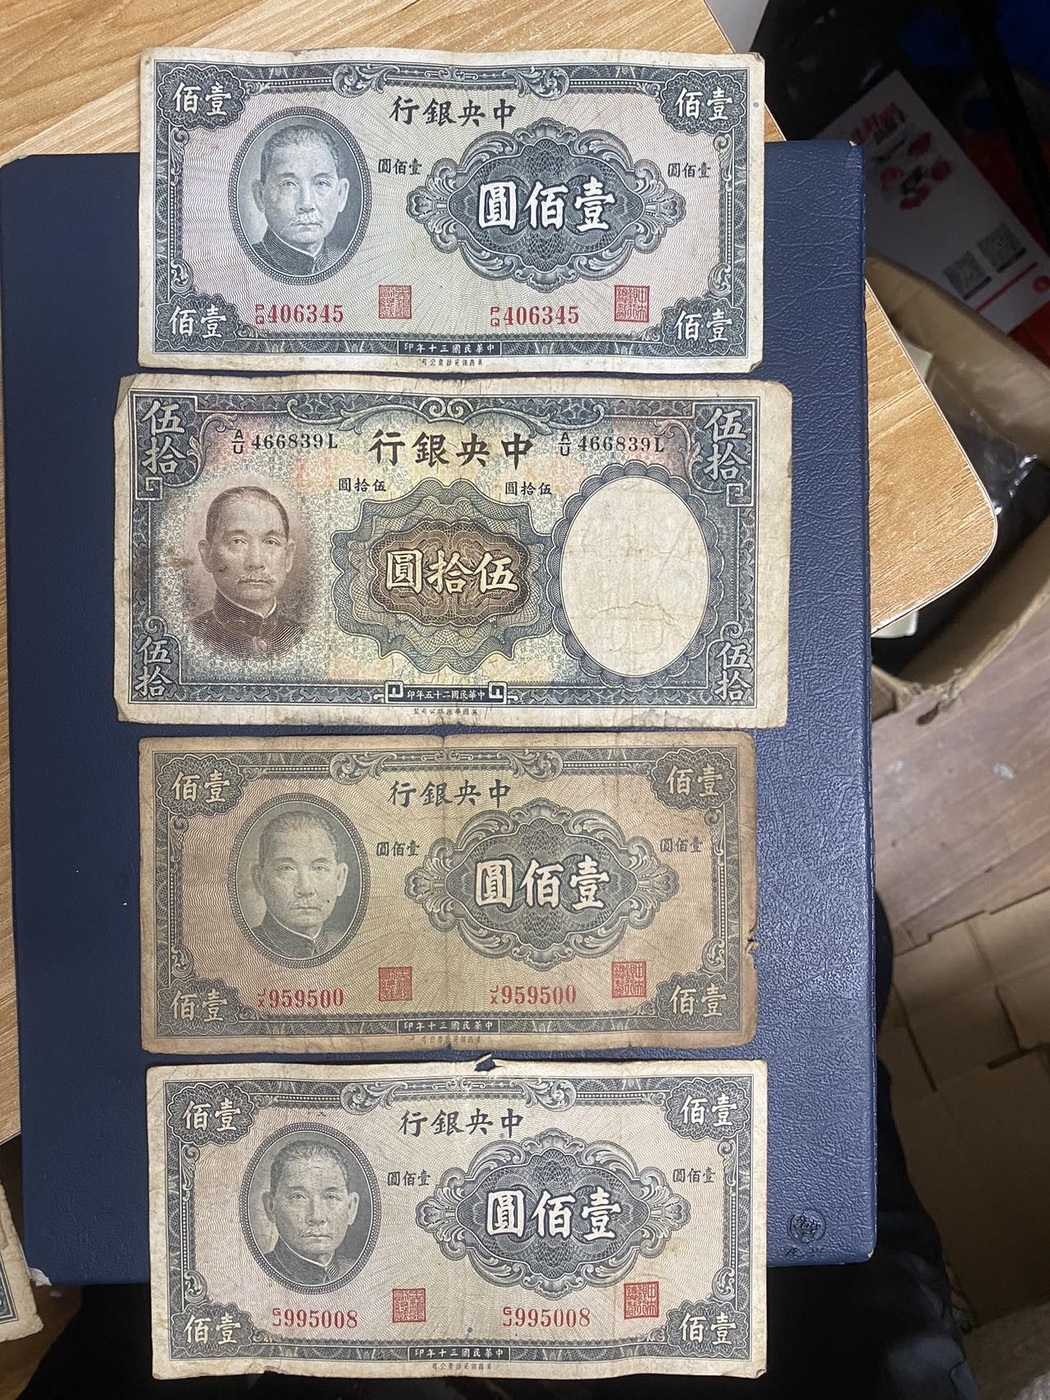 壹佰
中央銀行
壹佰
壹佰圓
壹佰圓
壹佰圓
P/Q 406345
P/Q 406345
壹佰
壹佰
中華民國三十年印
伍拾
A/U 466839L
中央銀行
A/U 466839L
伍拾
伍拾圓
伍拾圓
伍拾圓
伍拾
伍拾
中華民國二十五年印
壹佰
中央銀行
壹佰
壹佰圓
壹佰圓
壹佰圓
J/X 959500
J/X 959500
壹佰
壹佰
中華民國三十年印
壹佰
中央銀行
壹佰
壹佰圓
壹佰圓
壹佰圓
G/J 995008
G/J 995008
壹佰
壹佰
中華民國三十年印